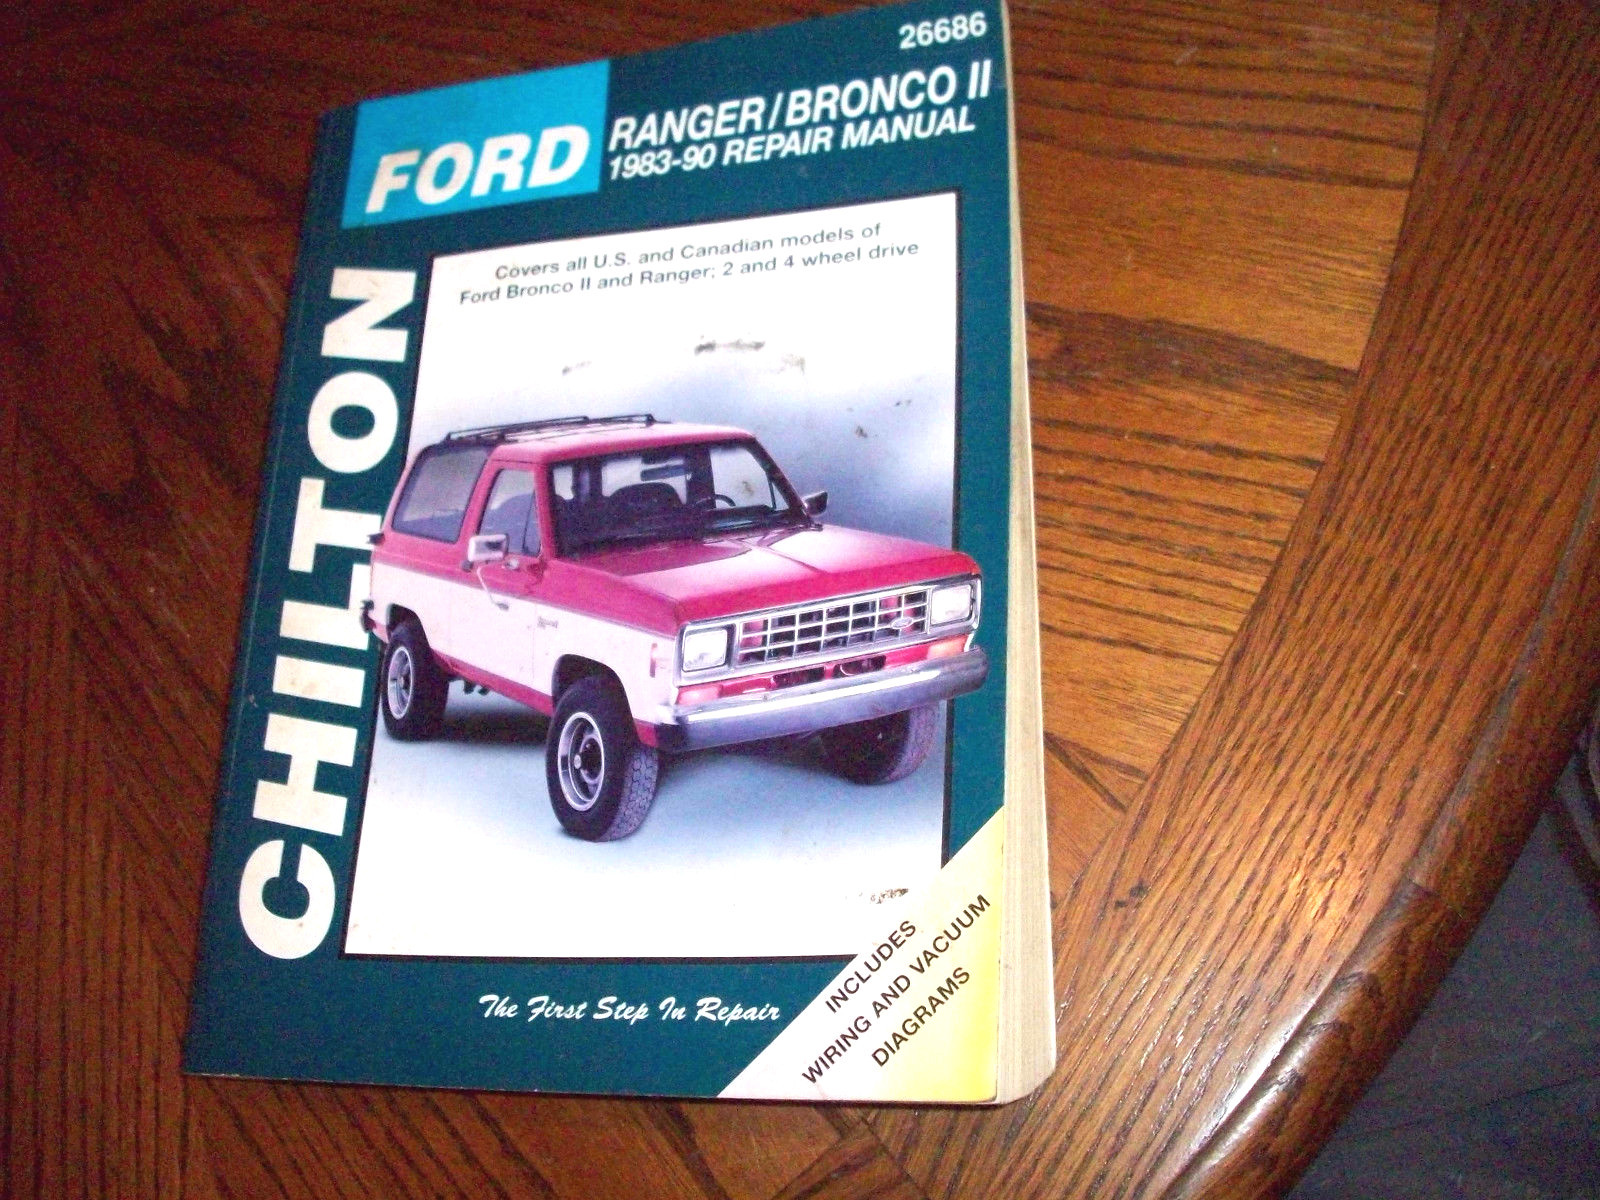 26686
FORD
RANGER/BRONCO II
1983-90 REPAIR MANUAL
Covers all U.S. and Canadian models of
Ford Bronco II and Ranger; 2 and 4 wheel drive
CHILTON
The First Step In Repair
INCLUDES
WIRING AND VACUUM
DIAGRAMS